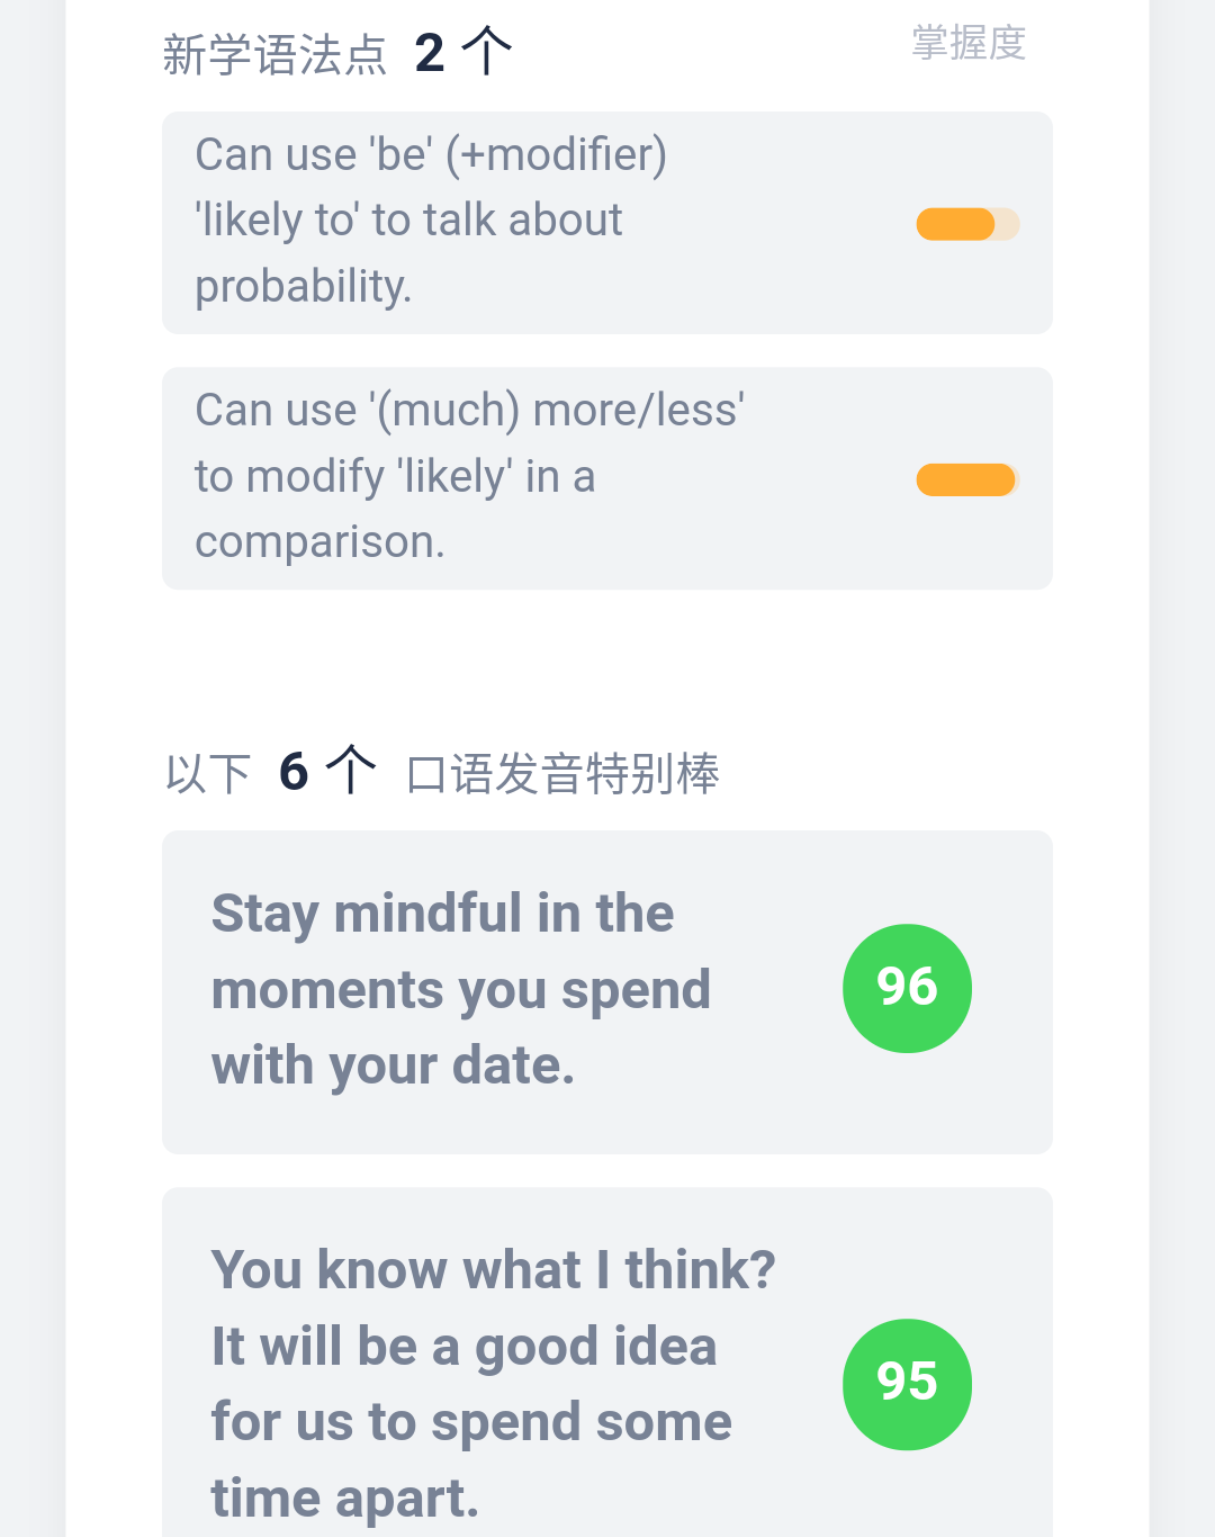 新学语法点 2 个
掌握度
Can use 'be' (+modifier)
'likely to' to talk about
probability.
Can use '(much) more/less'
to modify 'likely' in a
comparison.
以下 6 个 口语发音特别棒
Stay mindful in the
moments you spend
with your date.
96
You know what I think?
It will be a good idea
for us to spend some
time apart.
95